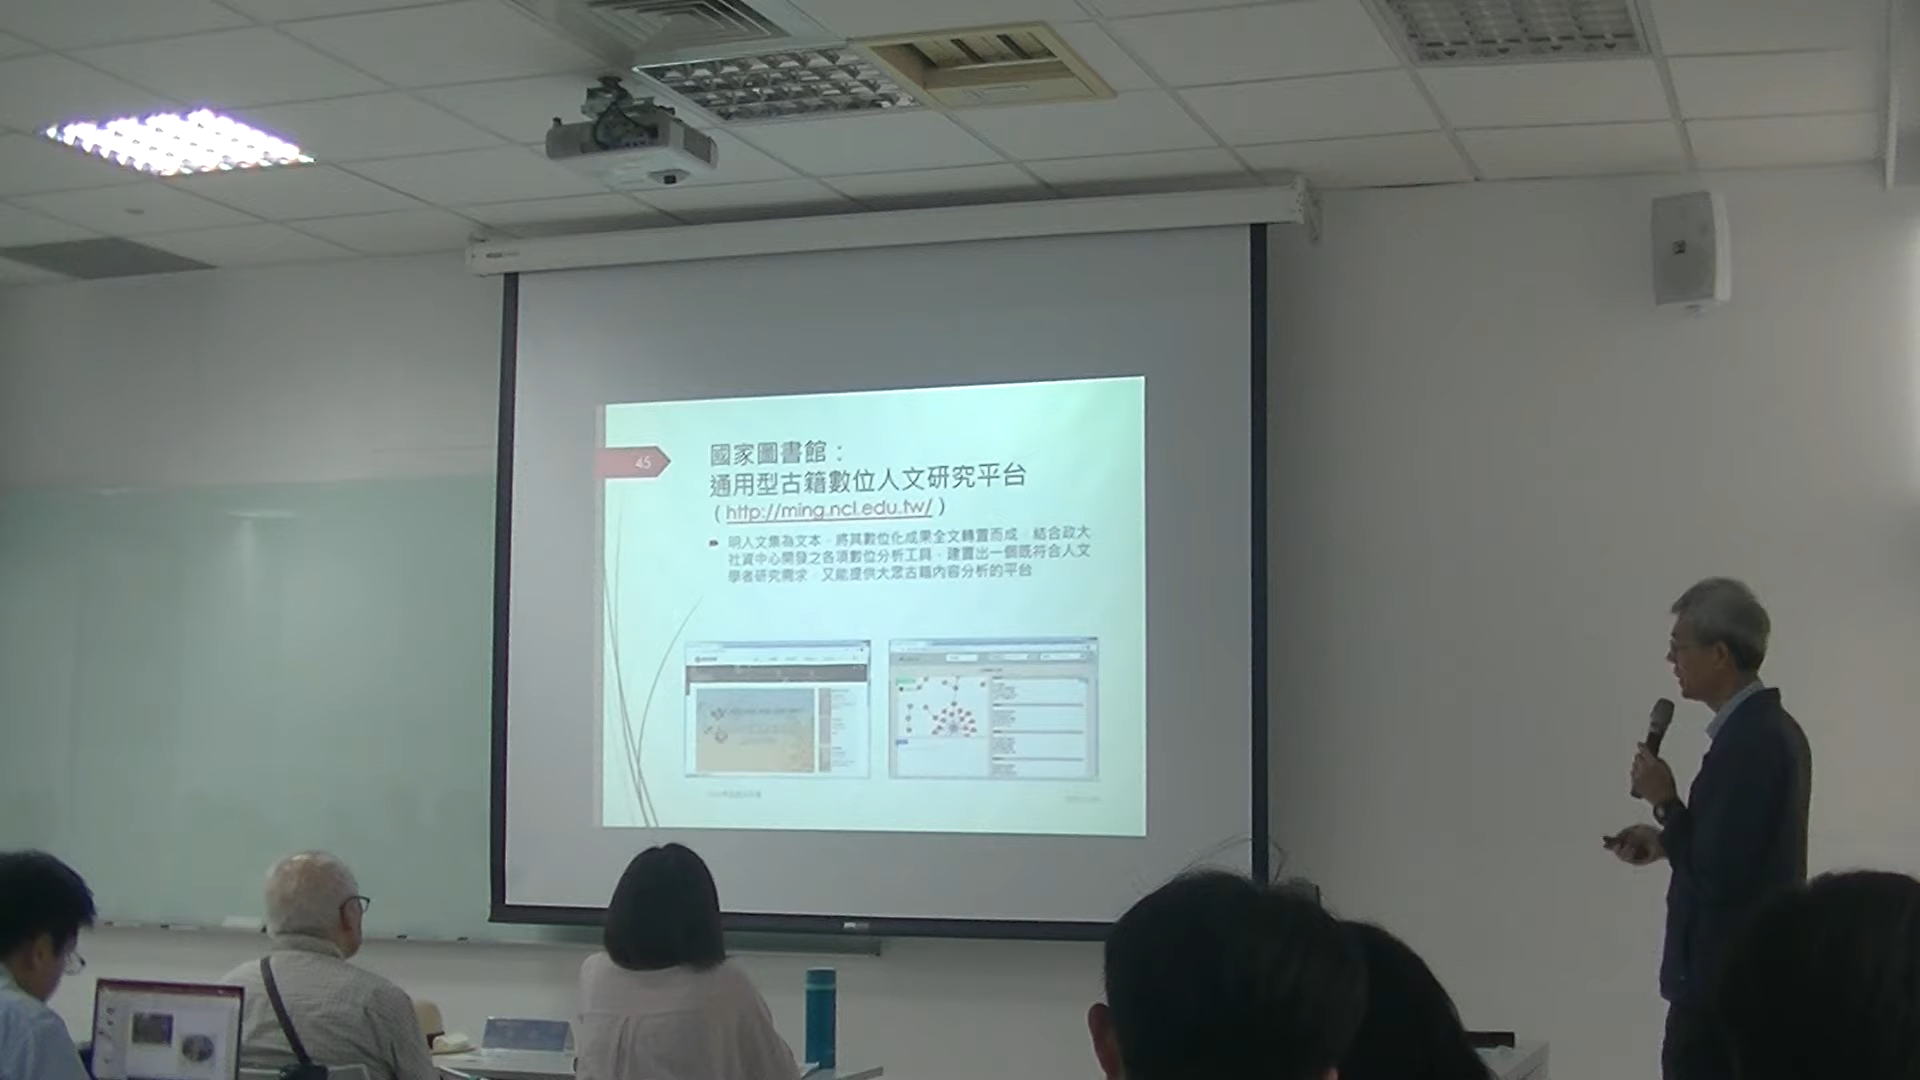 45
國家圖書館：
通用型古籍數位人文研究平台
（http://ming.ncl.edu.tw/）
明人文集為文本，將其數位化成果全文轉置而成，結合政大
社資中心開發之各項數位分析工具，建置出一個既符合人文
學者研究需求，又能提供大眾古籍內容分析的平台